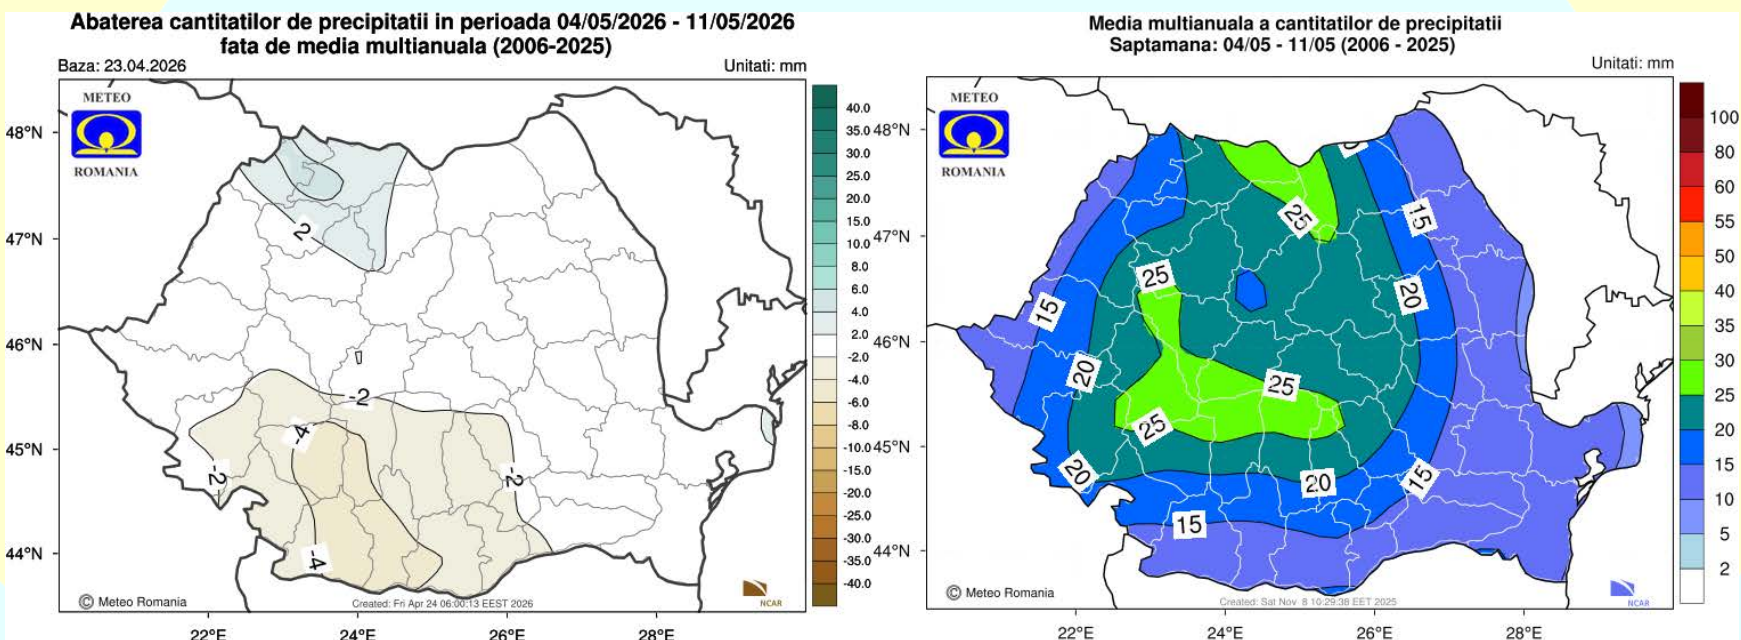 Abaterea cantitatilor de precipitatii in perioada 04/05/2026 - 11/05/2026
fata de media multianuala (2006-2025)
Baza: 23.04.2026
Unitati: mm
METEO
ROMANIA
48°N
47°N
46°N
45°N
44°N
2
-2
-4
-2
-2
-4
40.0
35.0
30.0
25.0
20.0
15.0
10.0
8.0
6.0
4.0
2.0
-2.0
-4.0
-6.0
-8.0
-10.0
-15.0
-20.0
-25.0
-30.0
-35.0
-40.0
© Meteo Romania
Created: Fri Apr 24 06:00:13 EEST 2026
NCAR
22°E
24°E
26°E
28°E
Media multianuala a cantitatilor de precipitatii
Saptamana: 04/05 - 11/05 (2006 - 2025)
Unitati: mm
METEO
ROMANIA
48°N
47°N
46°N
45°N
44°N
25
15
25
20
15
20
25
25
20
20
15
15
100
80
60
55
50
40
35
30
25
20
15
10
5
2
© Meteo Romania
Created: Sat Nov 8 10:29:38 EET 2025
NCAR
22°E
24°E
26°E
28°E